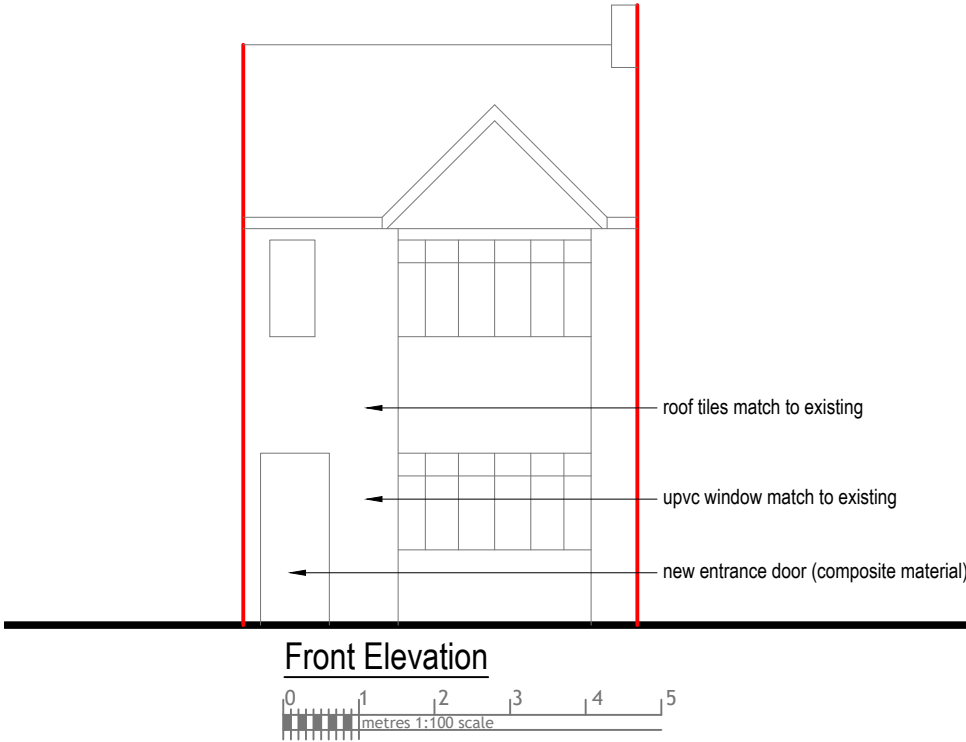 roof tiles match to existing
upvc window match to existing
new entrance door (composite material)
Front Elevation
0 1 2 3 4 5
metres 1:100 scale